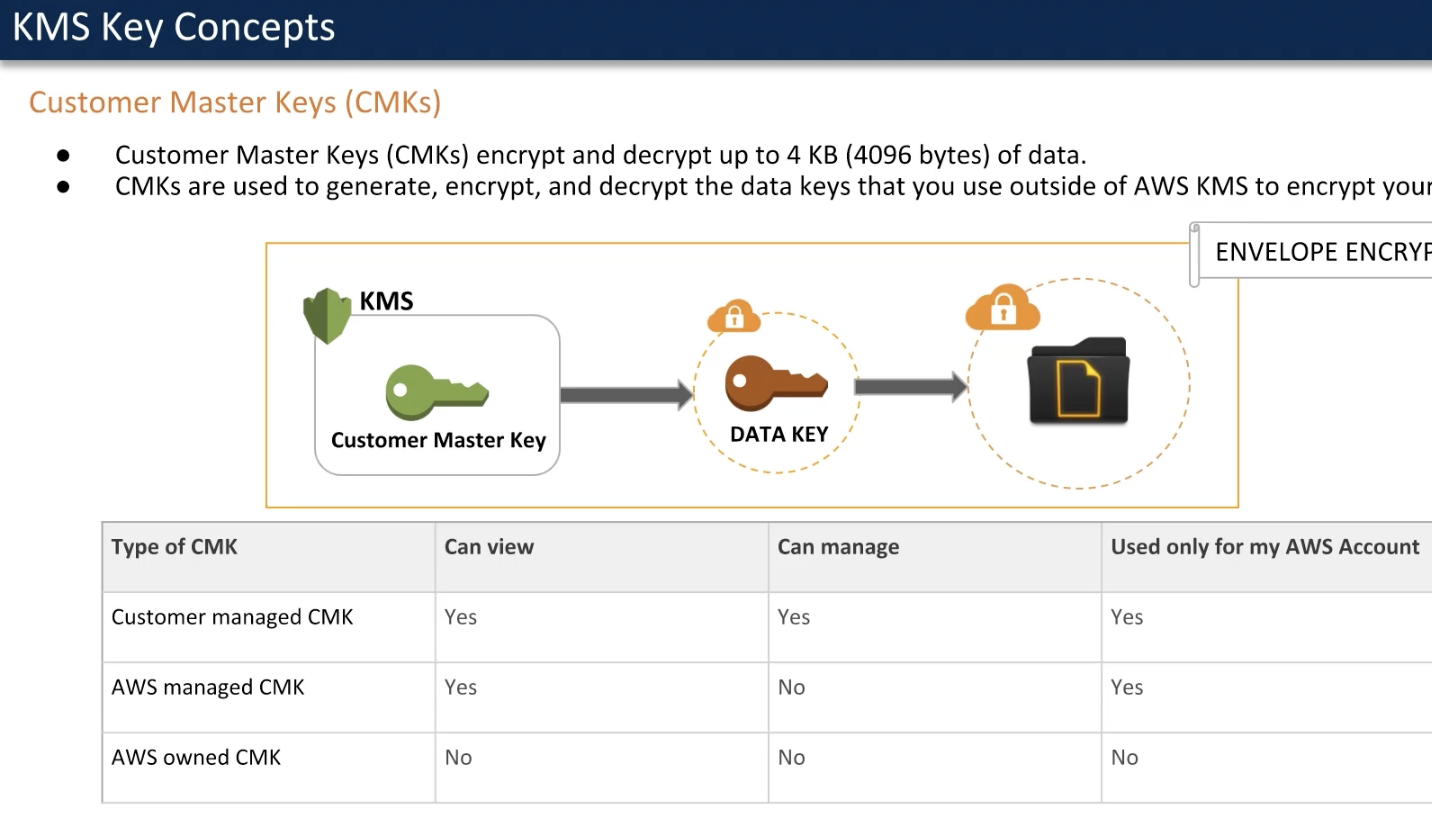 KMS Key Concepts
Customer Master Keys (CMKs)
● Customer Master Keys (CMKs) encrypt and decrypt up to 4 KB (4096 bytes) of data.
● CMKs are used to generate, encrypt, and decrypt the data keys that you use outside of AWS KMS to encrypt your
ENVELOPE ENCRYP
KMS
Customer Master Key
DATA KEY
Type of CMK Can view Can manage Used only for my AWS Account
Customer managed CMK Yes Yes Yes
AWS managed CMK Yes No Yes
AWS owned CMK No No No